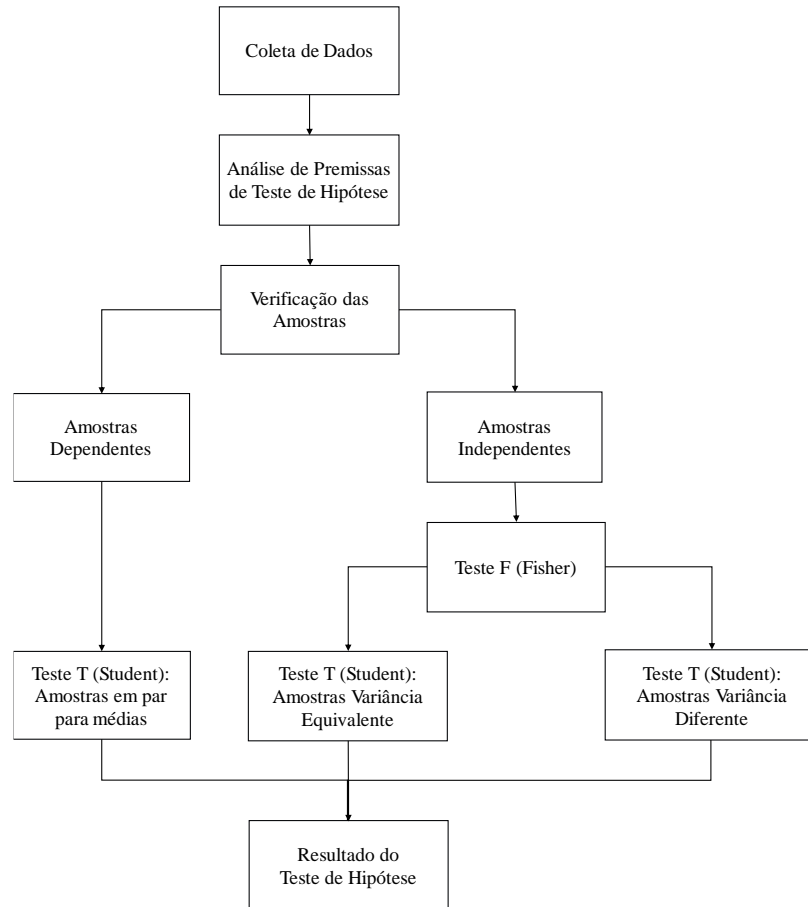 Coleta de Dados
Análise de Premissas
de Teste de Hipótese
Verificação das
Amostras
Amostras
Dependentes
Amostras
Independentes
Teste F (Fisher)
Teste T (Student):
Amostras em par
para médias
Teste T (Student):
Amostras Variância
Equivalente
Teste T (Student):
Amostras Variância
Diferente
Resultado do
Teste de Hipótese